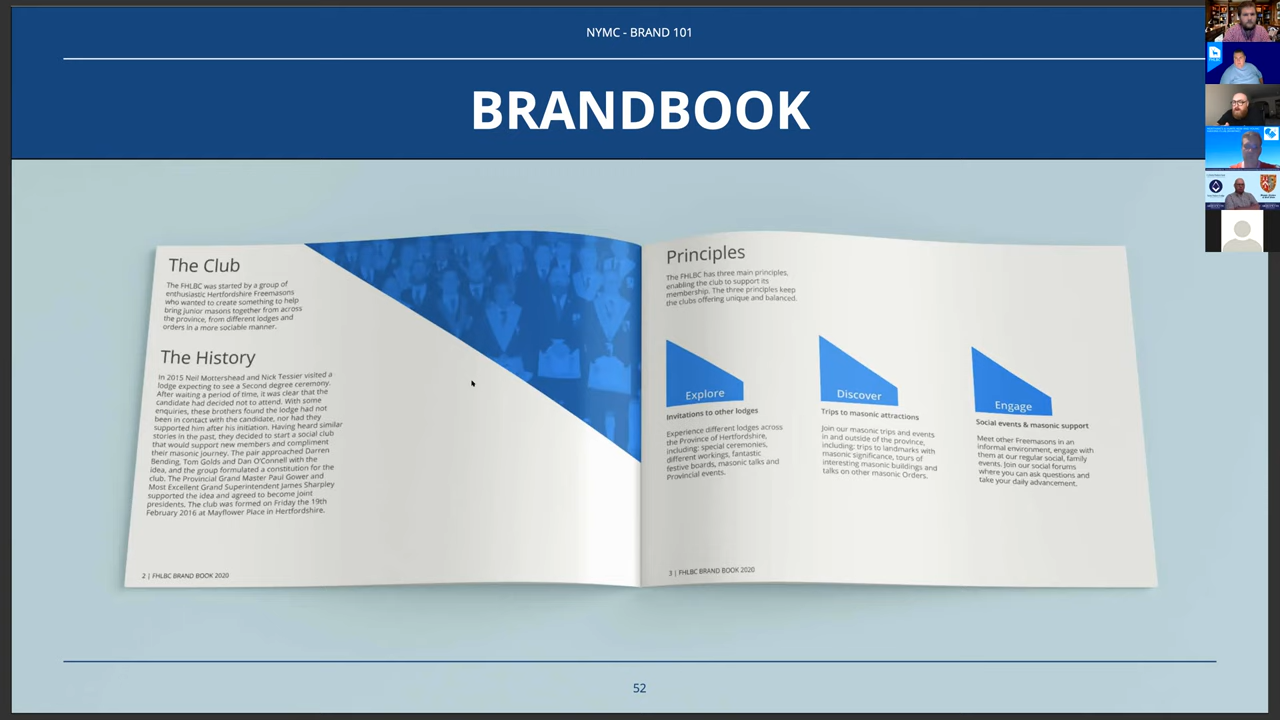 NYMC - BRAND 101
BRANDBOOK
The Club
The FHLBC was started by a group of
enthusiastic Hertfordshire Freemasons
who wanted to create something to help
bring junior masons together from across
the province, from different lodges and
orders in a more sociable manner.
The History
In 2015 Neil Mottershead and Nick Tessier visited a
lodge expecting to see a Second degree ceremony.
After waiting a period of time, it was clear that the
candidate had decided not to attend. With some
enquiries, these brothers found the lodge had not
been in contact with the candidate, nor had they
supported him after his initiation. Having heard similar
stories in the past, they decided to start a social club
that would support new members and compliment
their masonic journey. The pair approached Darren
Bending, Tom Golds and Dan O'Connell with the
idea, and the group formulated a constitution for the
club. The Provincial Grand Master Paul Gower and
Most Excellent Grand Superintendent James Sharpley
supported the idea and agreed to become joint
presidents. The club was formed on Friday the 19th
February 2016 at Mayflower Place in Hertfordshire.
2 | FHLBC BRAND BOOK 2020
Principles
The FHLBC has three main principles,
enabling the club to support its
membership. The three principles keep
the clubs offering unique and balanced.
Explore
Invitations to other lodges
Experience different lodges across
the Province of Hertfordshire,
including: special ceremonies,
different workings, fantastic
festive boards, masonic talks and
Provincial events.
Discover
Trips to masonic attractions
Join our masonic trips and events
in and outside of the province,
including: trips to landmarks with
masonic significance, tours of
interesting masonic buildings and
talks on other masonic Orders.
Engage
Social events & masonic support
Meet other Freemasons in an
informal environment, engage with
them at our regular social, family
events. Join our social forums
where you can ask questions and
take your daily advancement.
3 | FHLBC BRAND BOOK 2020
52
FHLBC